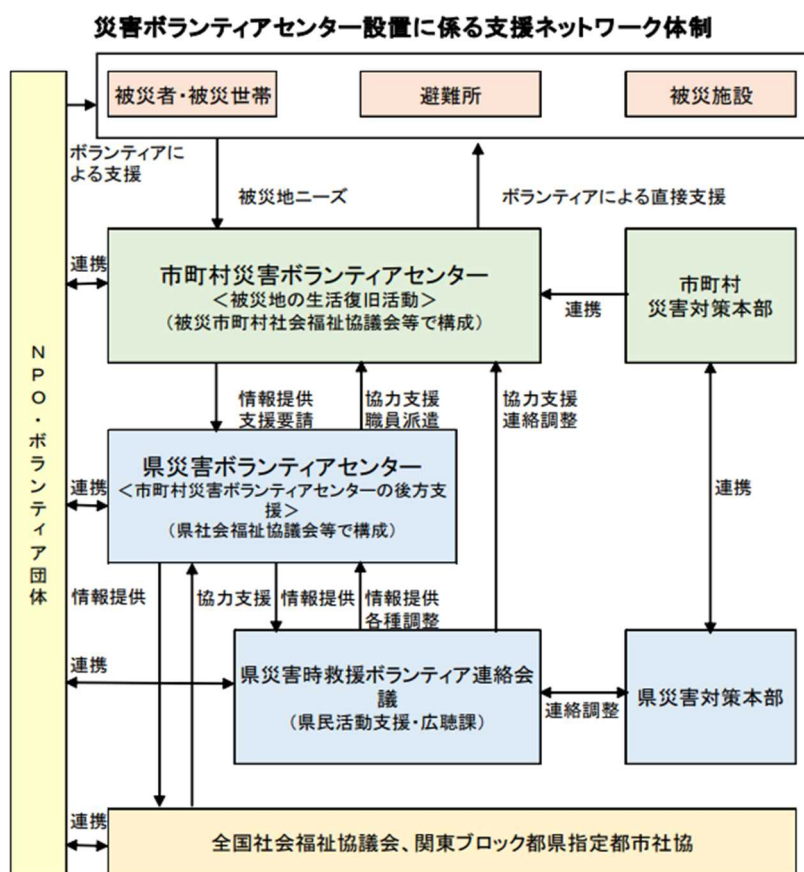 災害ボランティアセンター設置に係る支援ネットワーク体制
被災者・被災世帯
避難所
被災施設
ボランティアに
よる支援
被災地ニーズ
ボランティアによる直接支援
連携
市町村災害ボランティアセンター
＜被災地の生活復旧活動＞
（被災市町村社会福祉協議会等で構成）
連携
市町村
災害対策本部
NPO・ボランティア団体
情報提供
支援要請
協力支援
職員派遣
協力支援
連絡調整
連携
県災害ボランティアセンター
＜市町村災害ボランティアセンターの後方支
援＞
（県社会福祉協議会等で構成）
連携
情報提供
協力支援
情報提供
情報提供
各種調整
連携
県災害時救援ボランティア連絡会
議
（県民活動支援・広聴課）
連絡調整
県災害対策本部
連携
全国社会福祉協議会、関東ブロック都県指定都市社協